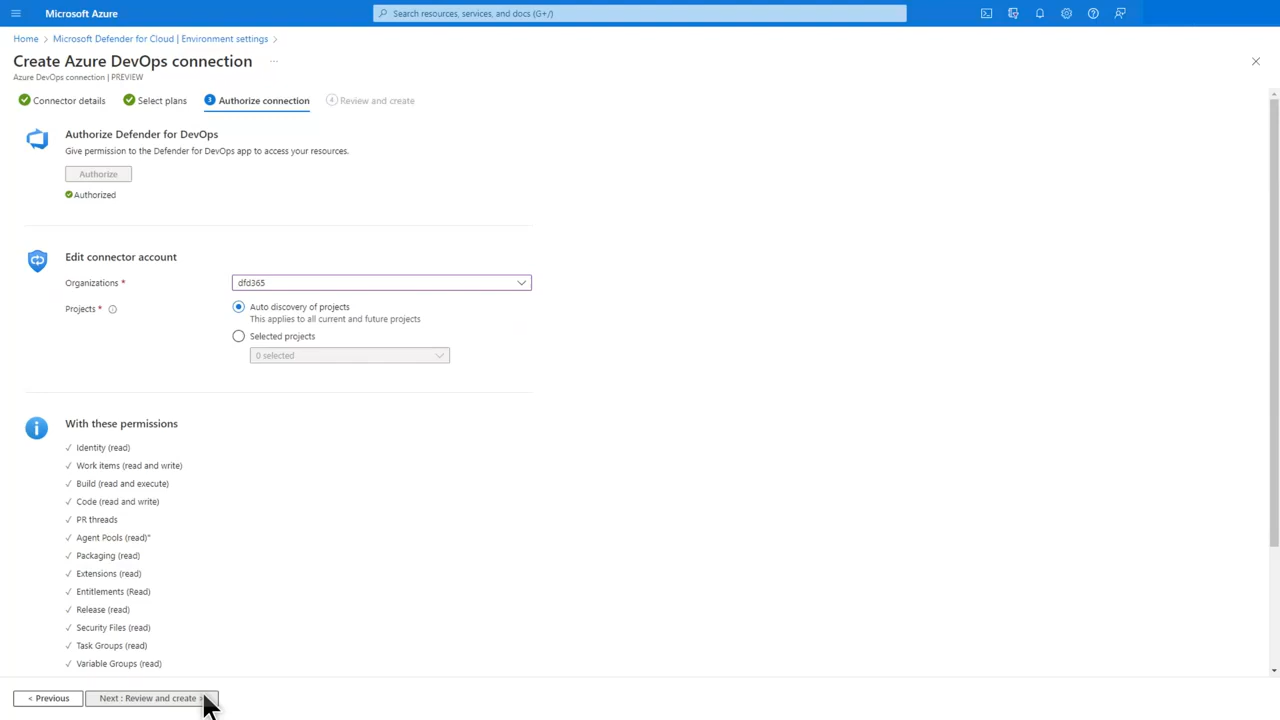 Microsoft Azure
Search resources, services, and docs (G+/)
Home > Microsoft Defender for Cloud | Environment settings >
Create Azure DevOps connection ...
Azure DevOps connection | PREVIEW
Connector details
Select plans
3 Authorize connection
4 Review and create
Authorize Defender for DevOps
Give permission to the Defender for DevOps app to access your resources.
Authorize
Authorized
Edit connector account
Organizations *
dfd365
Projects *
Auto discovery of projects
This applies to all current and future projects
Selected projects
0 selected
With these permissions
✓ Identity (read)
✓ Work items (read and write)
✓ Build (read and execute)
✓ Code (read and write)
✓ PR threads
✓ Agent Pools (read)*
✓ Packaging (read)
✓ Extensions (read)
✓ Entitlements (Read)
✓ Release (read)
✓ Security Files (read)
✓ Task Groups (read)
✓ Variable Groups (read)
< Previous
Next : Review and create >